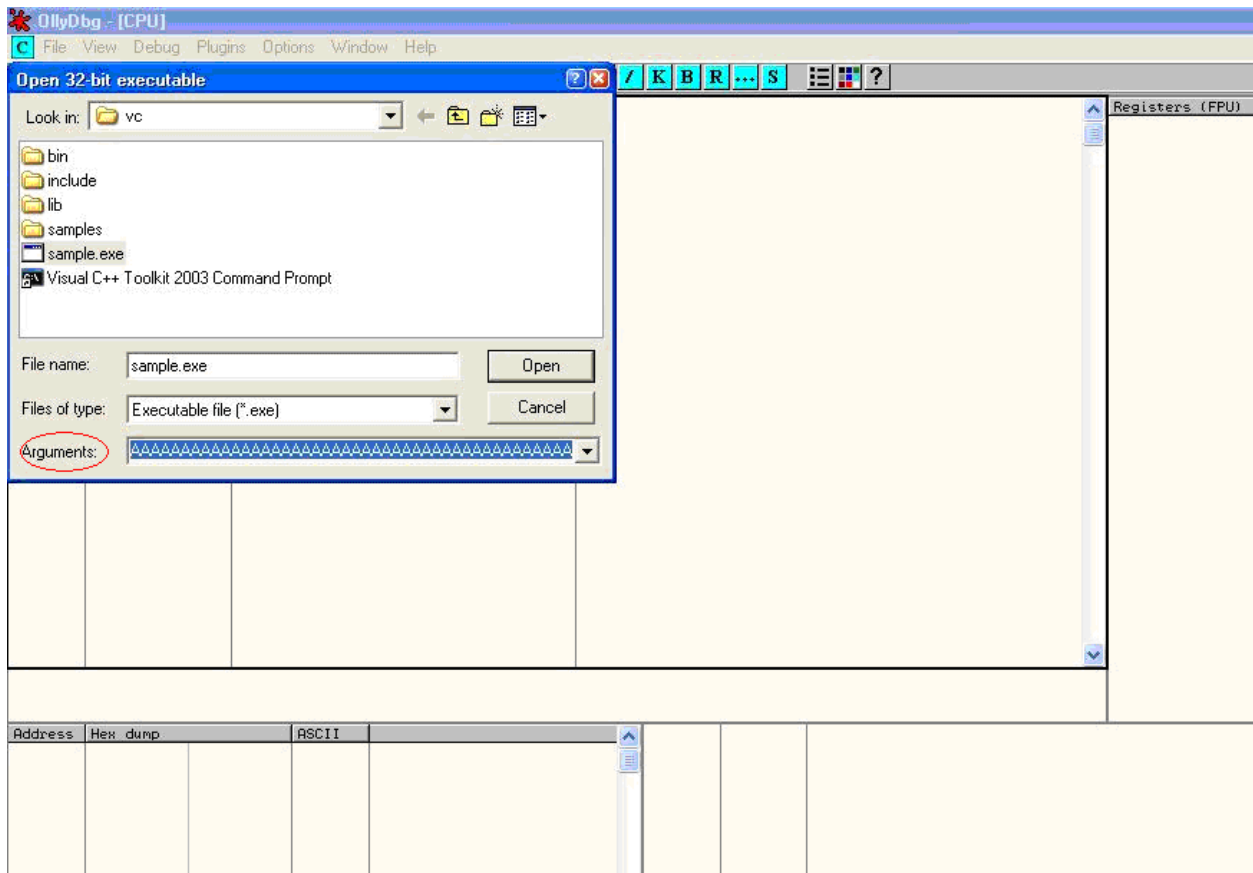 OllyDbg - [CPU]
C File View Debug Plugins Options Window Help
Open 32-bit executable ?
/ K B R ... S ?
Look in: vc
Registers (FPU)
bin
include
lib
samples
sample.exe
Visual C++ Toolkit 2003 Command Prompt
File name: sample.exe Open
Files of type: Executable file (*.exe) Cancel
Arguments:
Address Hex dump ASCII